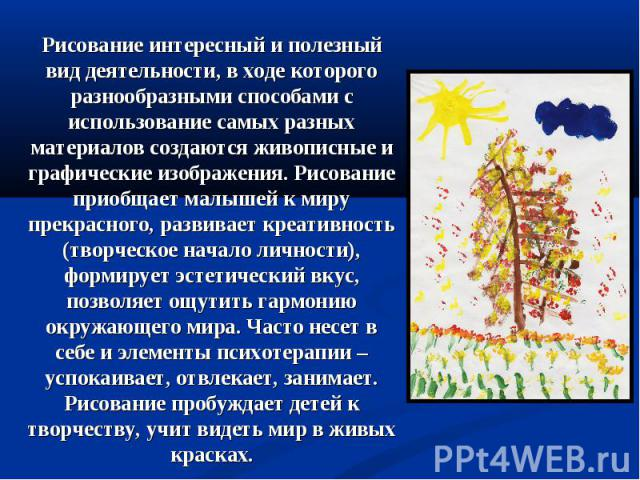 Рисование интересный и полезный
вид деятельности, в ходе которого
разнообразными способами с
использование самых разных
материалов создаются живописные и
графические изображения. Рисование
приобщает малышей к миру
прекрасного, развивает креативность
(творческое начало личности),
формирует эстетический вкус,
позволяет ощутить гармонию
окружающего мира. Часто несет в
себе и элементы психотерапии –
успокаивает, отвлекает, занимает.
Рисование пробуждает детей к
творчеству, учит видеть мир в живых
красках.
PPt4WEB.ru